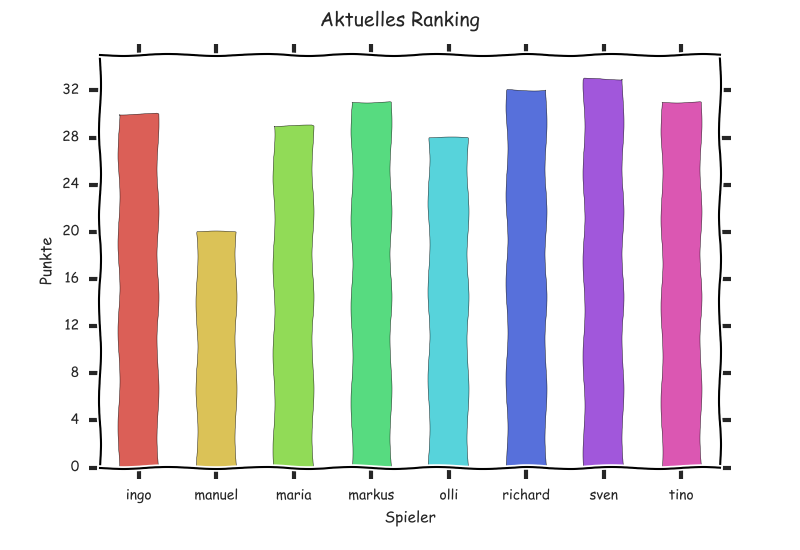 Aktuelles Ranking
Punkte
32
28
24
20
16
12
8
4
0
ingo manuel maria markus olli richard sven tino
Spieler